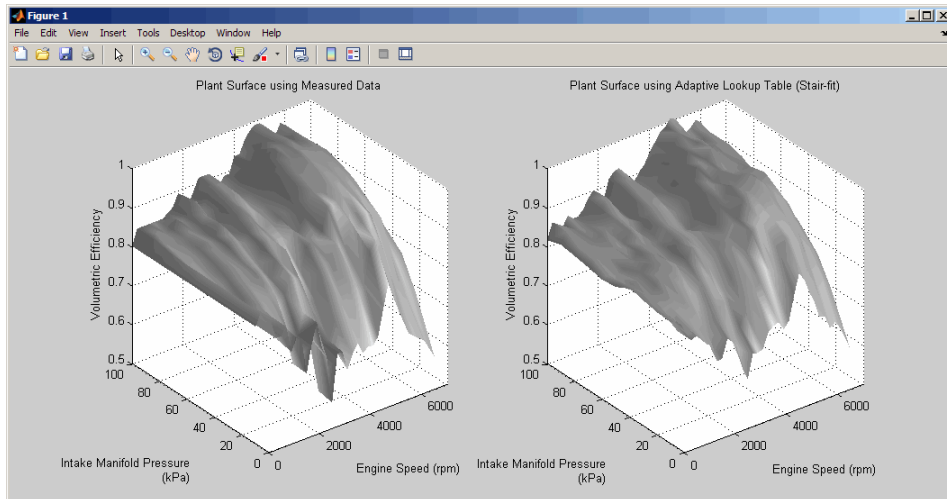 Figure 1
File Edit View Insert Tools Desktop Window Help
Plant Surface using Measured Data
1
0.9
0.8
0.7
0.6
0.5
Volumetric Efficiency
100
80
60
40
20
0
0
2000
4000
6000
Intake Manifold Pressure
(kPa)
Engine Speed (rpm)
Plant Surface using Adaptive Lookup Table (Stair-fit)
1
0.9
0.8
0.7
0.6
0.5
Volumetric Efficiency
100
80
60
40
20
0
0
2000
4000
6000
Intake Manifold Pressure
(kPa)
Engine Speed (rpm)